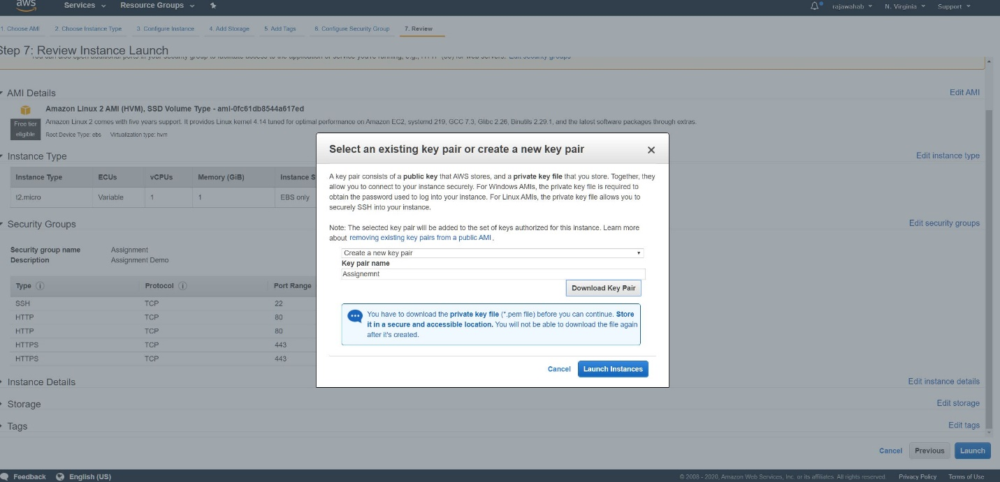 aws Services Resource Groups rajawahab N. Virginia Support
1. Choose AMI 2. Choose Instance Type 3. Configure Instance 4. Add Storage 5. Add Tags 6. Configure Security Group 7. Review
Step 7: Review Instance Launch
You can also open additional ports in your security group to facilitate access to the application or service you're running, e.g., HTTP (80) for web servers. Edit security groups
AMI Details Edit AMI
Amazon Linux 2 AMI (HVM), SSD Volume Type - ami-0fc61db8544a617ed
Free tier
eligible
Amazon Linux 2 comes with five years support. It provides Linux kernel 4.14 tuned for optimal performance on Amazon EC2, systemd 219, GCC 7.3, Glibc 2.26, Binutils 2.29.1, and the latest software packages through extras.
Root Device Type: ebs Virtualization type: hvm
Instance Type Edit instance type
Instance Type ECUs vCPUs Memory (GiB) Instance S
t2.micro Variable 1 1 EBS only
Security Groups Edit security groups
Security group name Assignment
Description Assignment Demo
Type i Protocol i Port Range
SSH TCP 22
HTTP TCP 80
HTTP TCP 80
HTTPS TCP 443
HTTPS TCP 443
Instance Details Edit instance details
Storage Edit storage
Tags Edit tags
Select an existing key pair or create a new key pair
A key pair consists of a public key that AWS stores, and a private key file that you store. Together, they
allow you to connect to your instance securely. For Windows AMIs, the private key file is required to
obtain the password used to log into your instance. For Linux AMIs, the private key file allows you to
securely SSH into your instance.
Note: The selected key pair will be added to the set of keys authorized for this instance. Learn more
about removing existing key pairs from a public AMI .
Create a new key pair
Key pair name
Assignemnt
Download Key Pair
You have to download the private key file (*.pem file) before you can continue. Store
it in a secure and accessible location. You will not be able to download the file again
after it's created.
Cancel Launch Instances
Cancel Previous Launch
Feedback English (US) © 2008 - 2020, Amazon Web Services, Inc. or its affiliates. All rights reserved. Privacy Policy Terms of Use